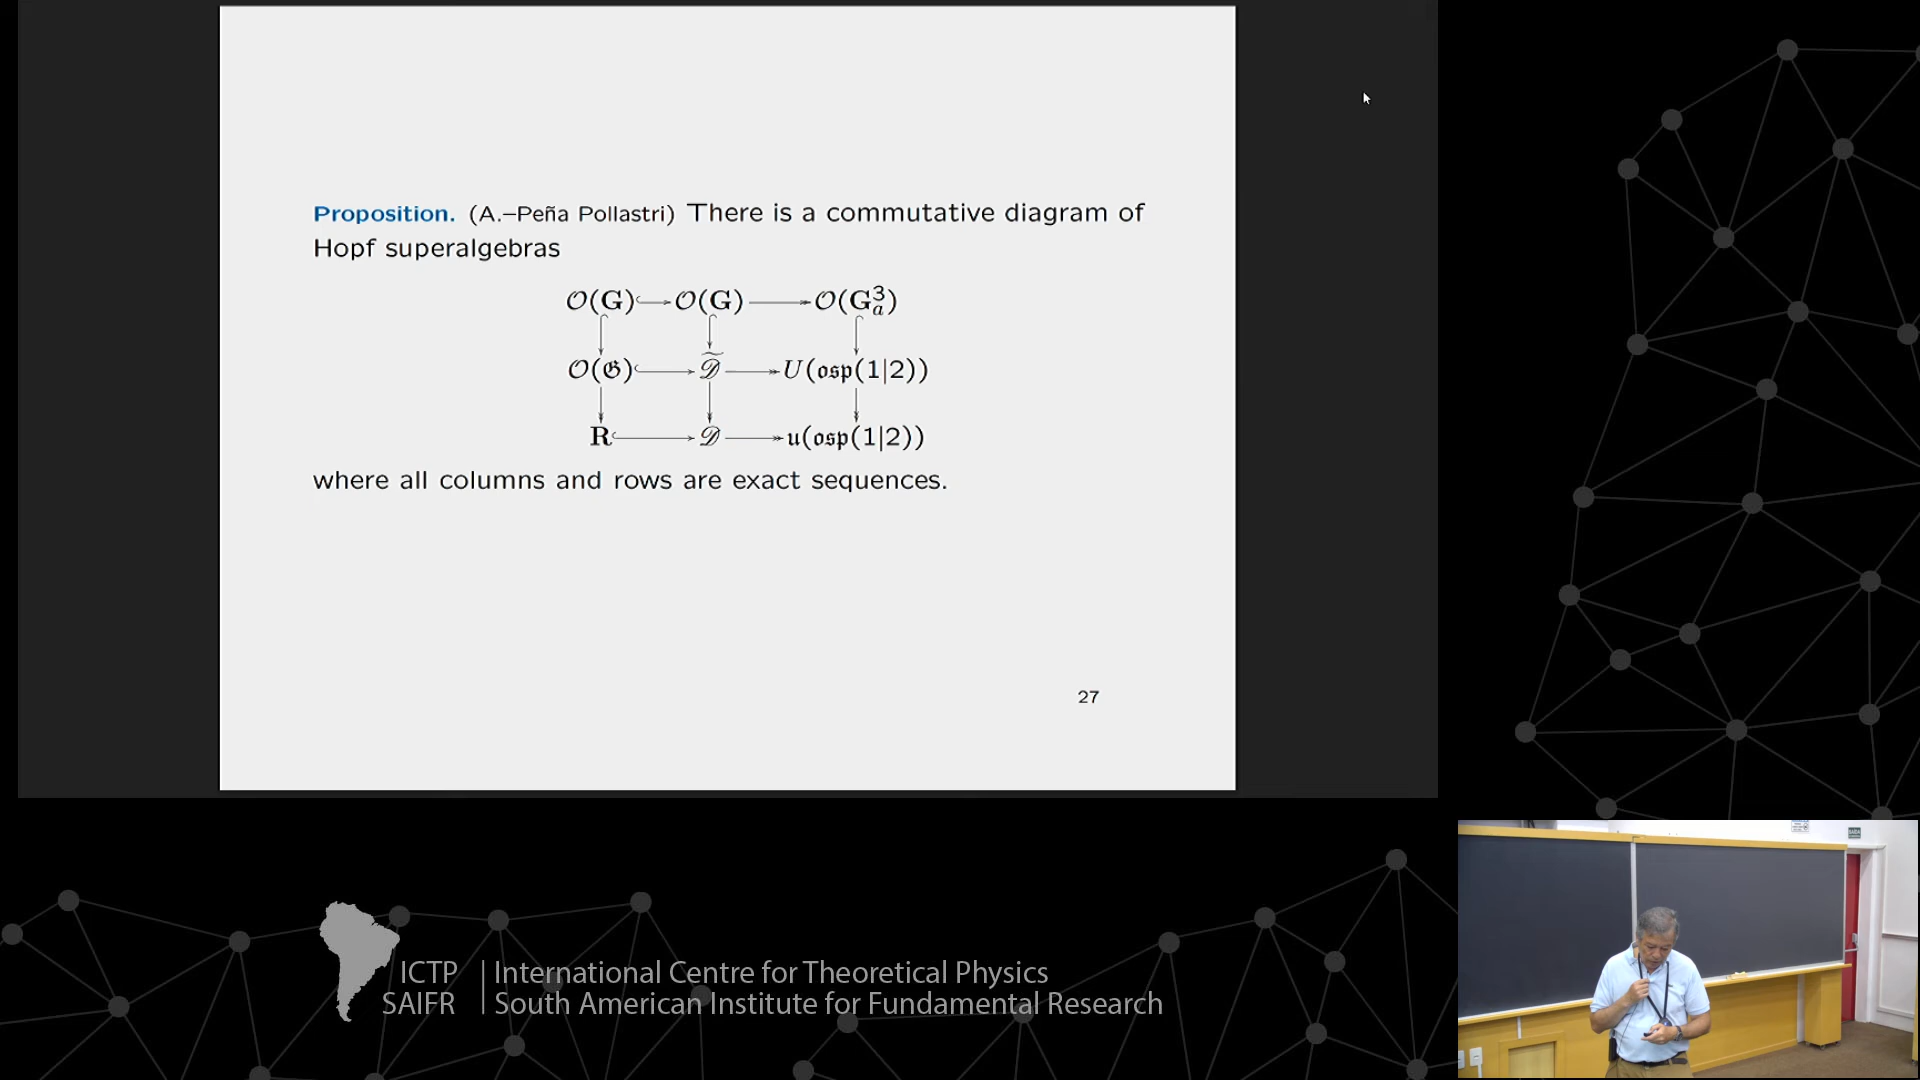 Proposition. (A.–Peña Pollastri) There is a commutative diagram of
Hopf superalgebras
𝒪(G) ↪ 𝒪(G) ↠ 𝒪(G_a^3)
𝒪(𝔊) ↪ 𝒟̃ ↠ U(𝔬𝔰𝔭(1|2))
R ↪ 𝒟 ↠ 𝔲(𝔬𝔰𝔭(1|2))
where all columns and rows are exact sequences.
27
ICTP | International Centre for Theoretical Physics
SAIFR | South American Institute for Fundamental Research